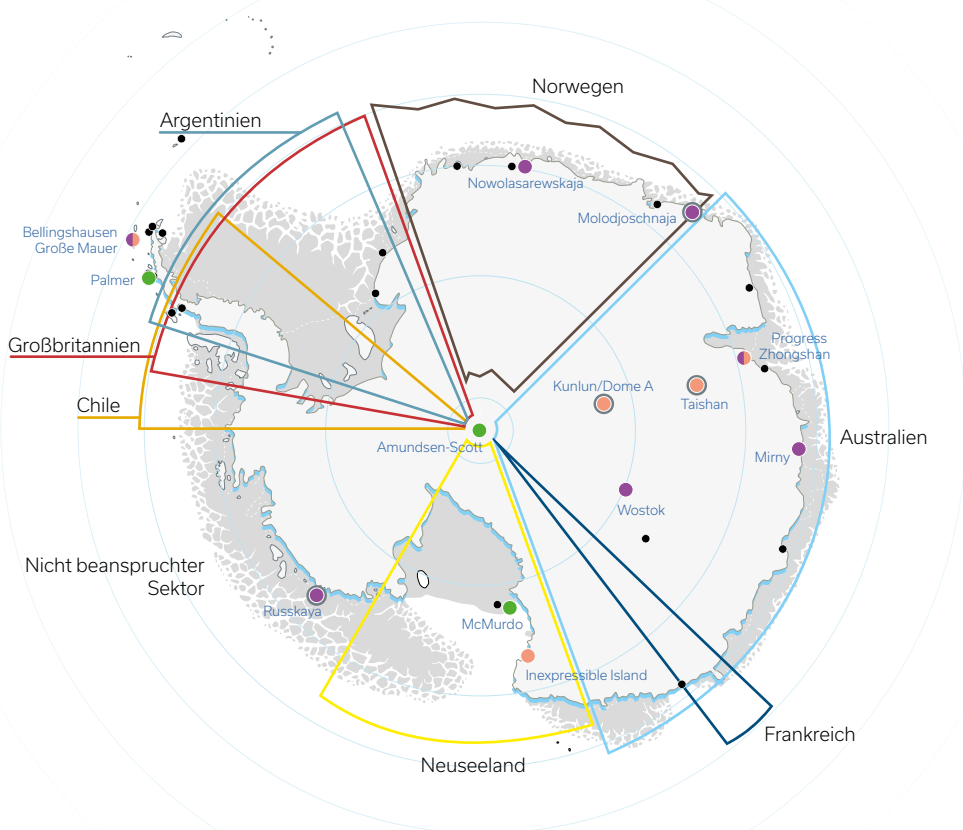 Norwegen
Argentinien
Nowolasarewskaja
Molodjoschnaja
Bellingshausen
Große Mauer
Palmer
Großbritannien
Progress
Zhongshan
Kunlun/Dome A
Taishan
Chile
Amundsen-Scott
Australien
Mirny
Wostok
Nicht beanspruchter
Sektor
Russkaya
McMurdo
Inexpressible Island
Frankreich
Neuseeland